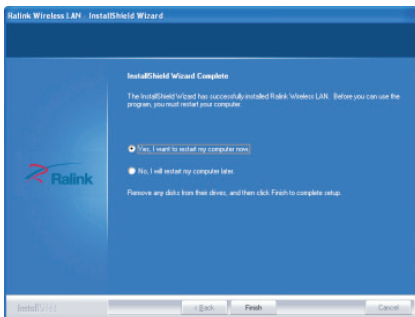 Ralink Wireless LAN - InstallShield Wizard
InstallShield Wizard Complete
The InstallShield Wizard has successfully installed Ralink Wireless LAN. Before you can use the
program, you must restart your computer.
Yes, I want to restart my computer now.
No, I will restart my computer later.
Ralink
Remove any disks from their drives, and then click Finish to complete setup.
InstallShield
< Back
Finish
Cancel